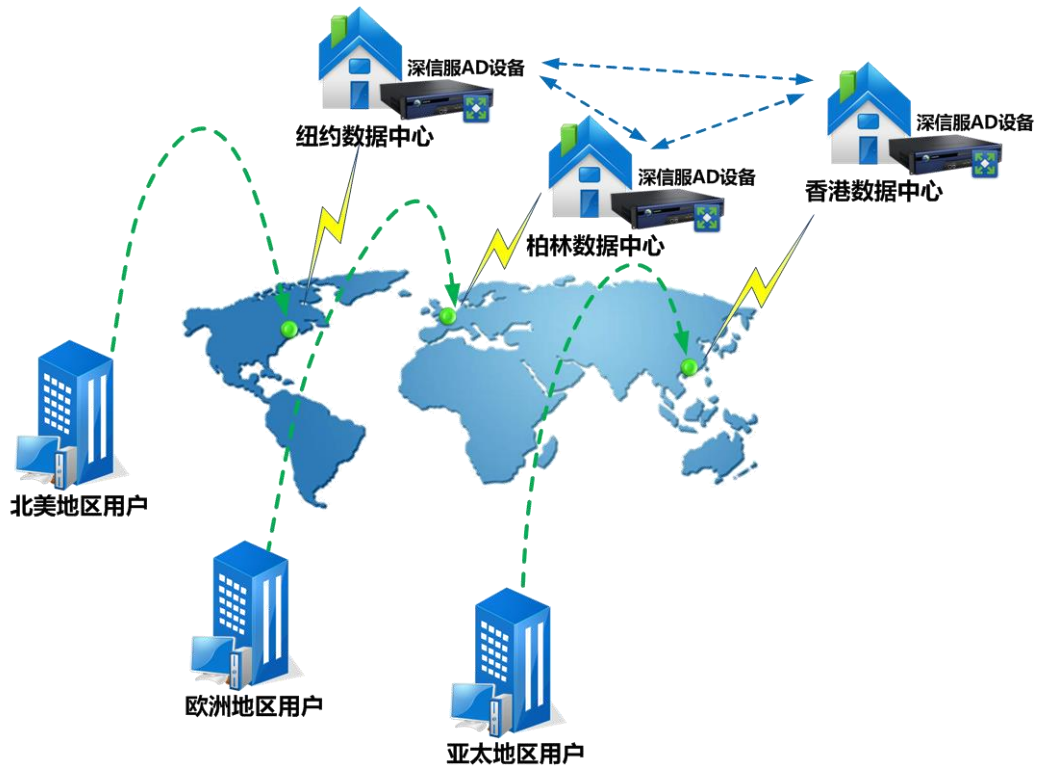 深信服AD设备
纽约数据中心
深信服AD设备
柏林数据中心
深信服AD设备
香港数据中心
北美地区用户
欧洲地区用户
亚太地区用户